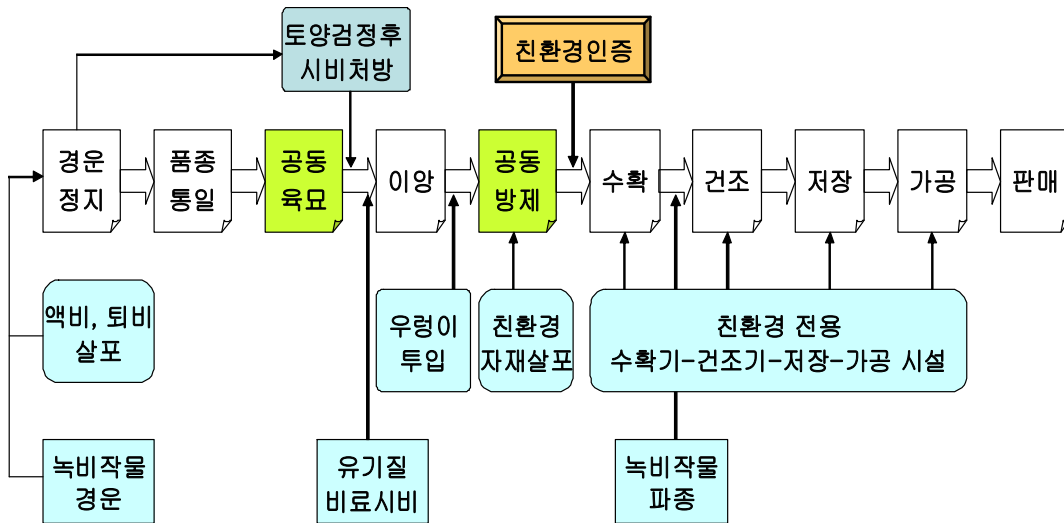 토양검정후
시비처방
친환경인증
경운
정지
품종
통일
공동
육묘
이앙
공동
방제
수확
건조
저장
가공
판매
액비, 퇴비
살포
우렁이
투입
친환경
자재살포
친환경 전용
수확기-건조기-저장-가공 시설
녹비작물
경운
유기질
비료시비
녹비작물
파종